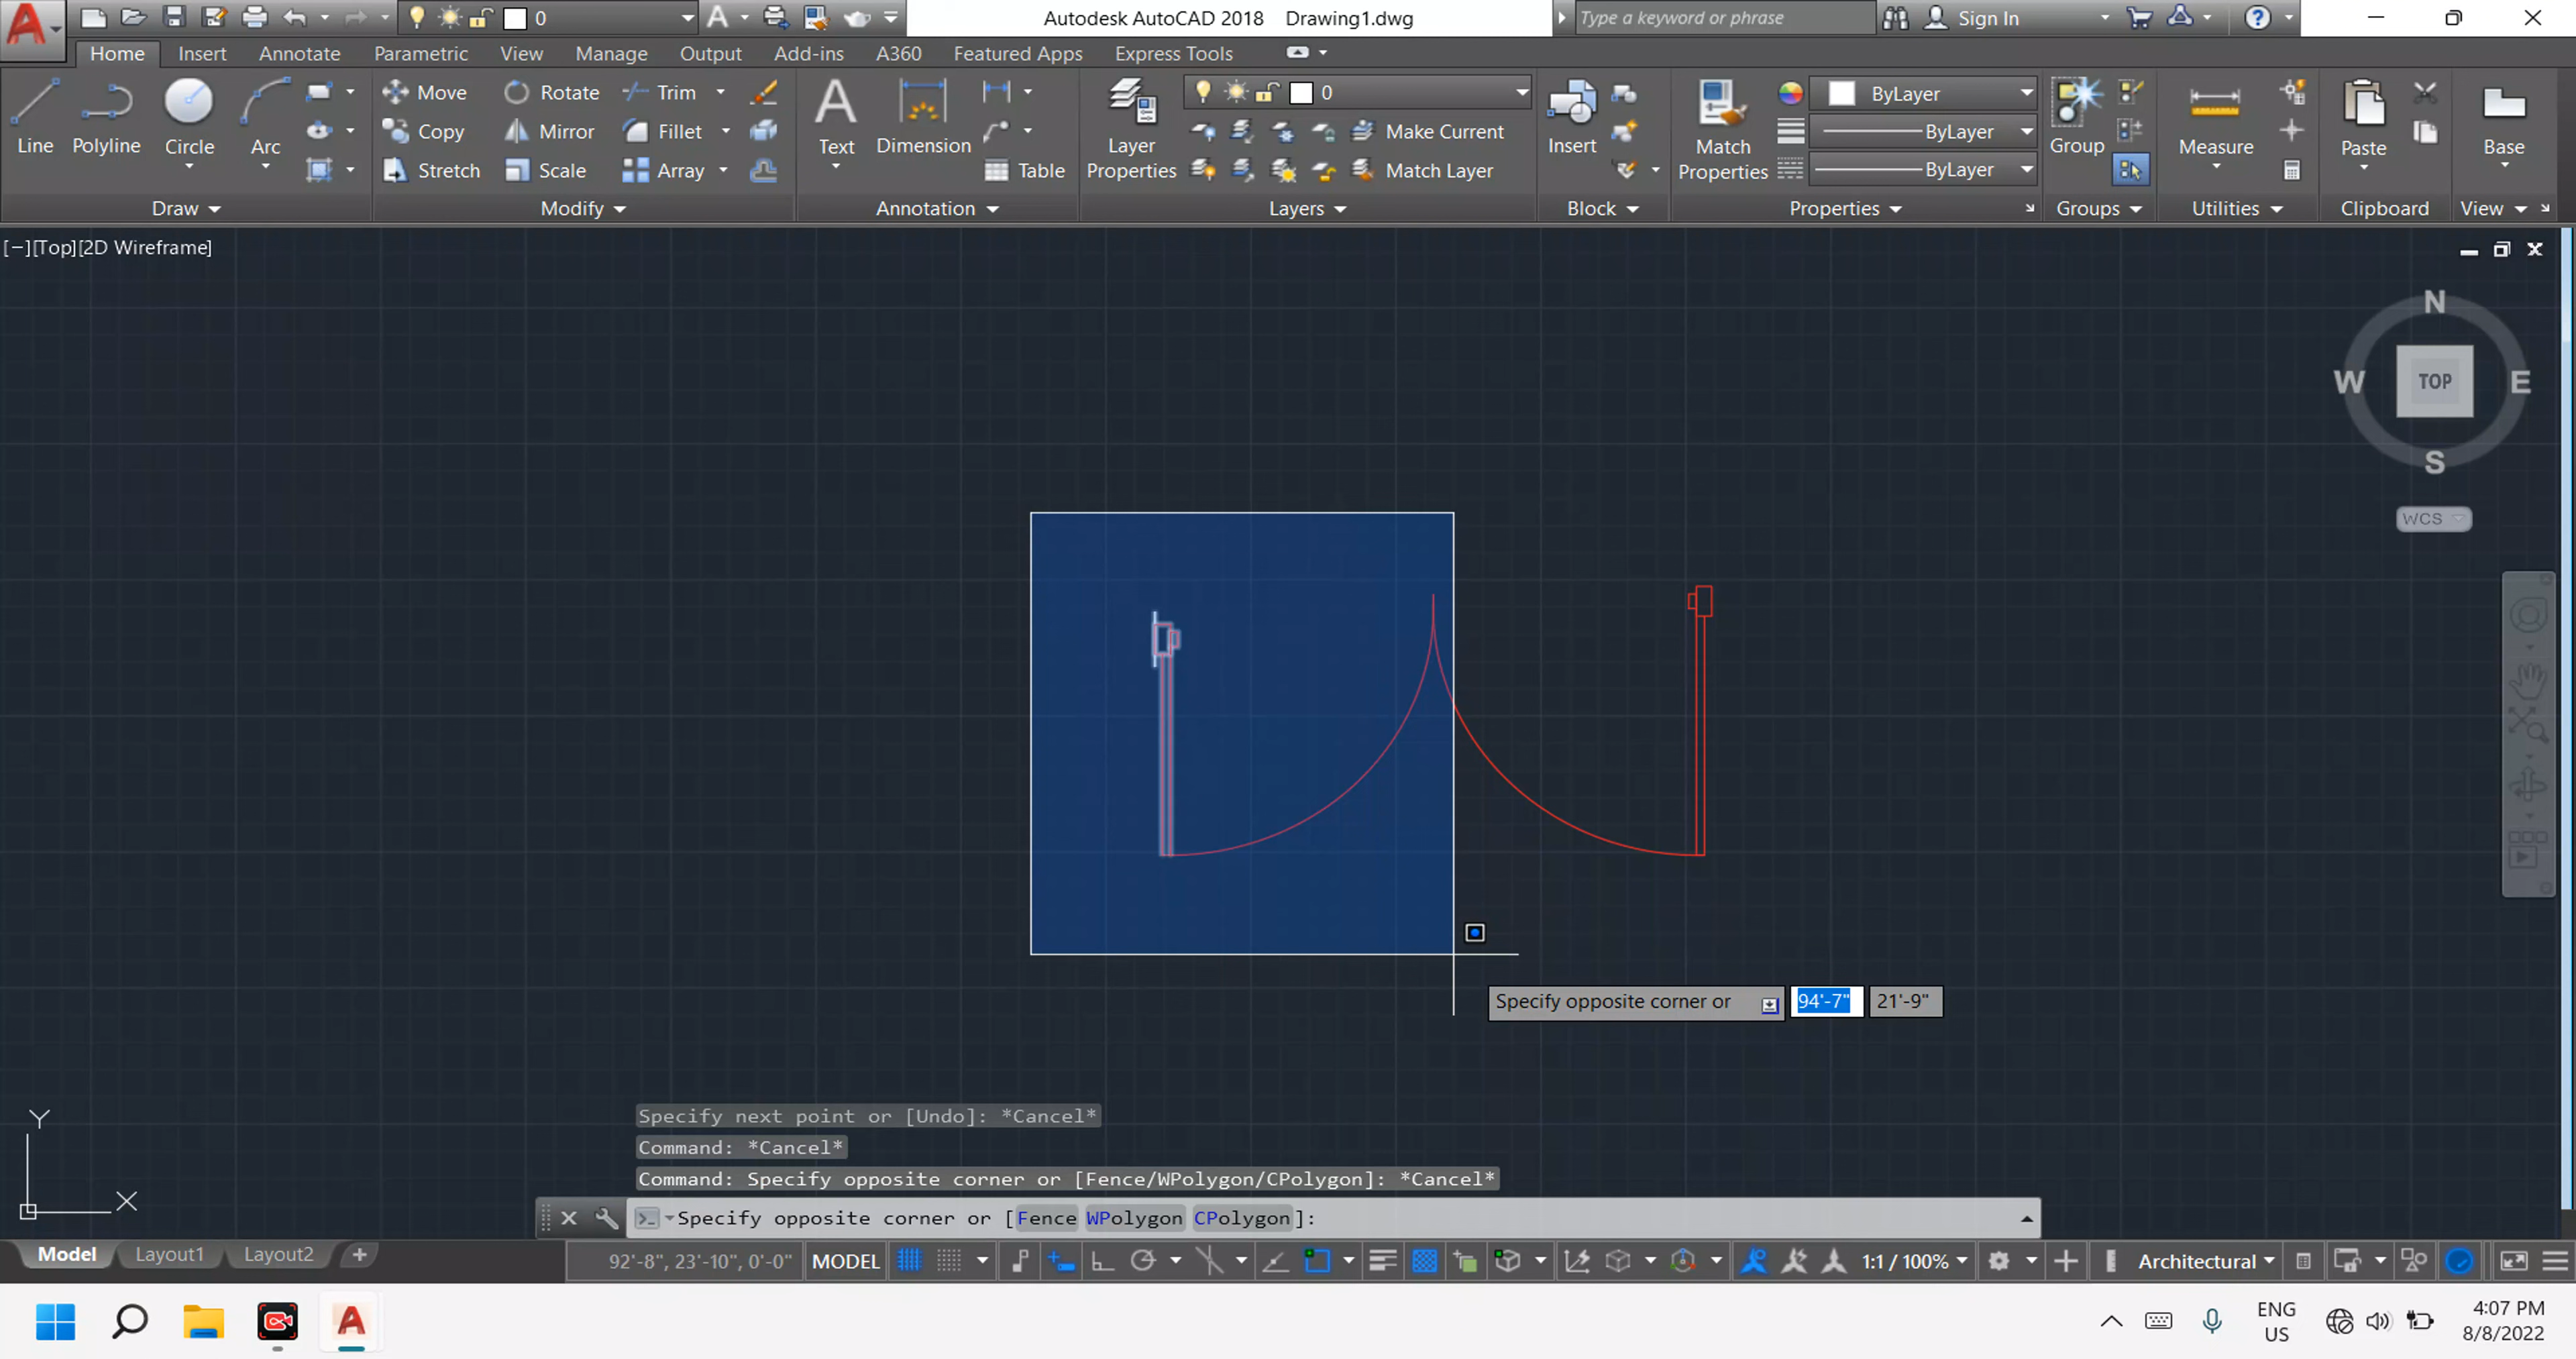 0
Autodesk AutoCAD 2018 Drawing1.dwg
Type a keyword or phrase
Sign In
Home Insert Annotate Parametric View Manage Output Add-ins A360 Featured Apps Express Tools
Line Polyline Circle Arc
Move Rotate Trim
Copy Mirror Fillet
Stretch Scale Array
Text Dimension
Table
Layer Properties
0
Make Current
Match Layer
Insert
Match Properties
ByLayer
ByLayer
ByLayer
Group
Measure
Paste
Base
Draw Modify Annotation Layers Block Properties Groups Utilities Clipboard View
[−][Top][2D Wireframe]
N
W TOP E
S
WCS
Specify opposite corner or 94'-7" 21'-9"
Specify next point or [Undo]: *Cancel*
Command: *Cancel*
Command: Specify opposite corner or [Fence/WPolygon/CPolygon]: *Cancel*
Specify opposite corner or [Fence WPolygon CPolygon]:
Y
X
Model Layout1 Layout2 +
92'-8", 23'-10", 0'-0" MODEL 1:1 / 100% Architectural
ENG
US
4:07 PM
8/8/2022